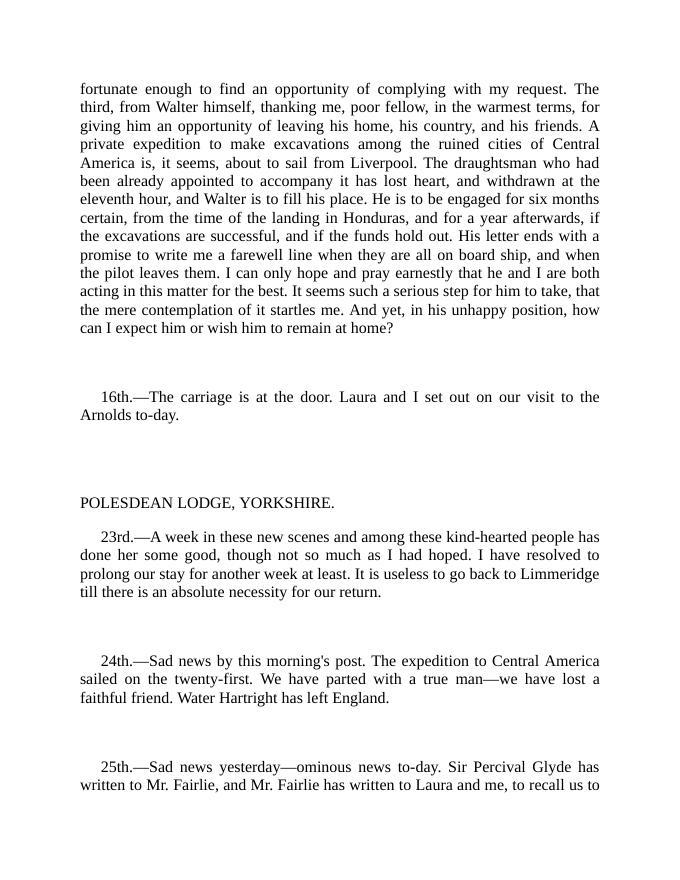 fortunate enough to find an opportunity of complying with my request. The
third, from Walter himself, thanking me, poor fellow, in the warmest terms, for
giving him an opportunity of leaving his home, his country, and his friends. A
private expedition to make excavations among the ruined cities of Central
America is, it seems, about to sail from Liverpool. The draughtsman who had
been already appointed to accompany it has lost heart, and withdrawn at the
eleventh hour, and Walter is to fill his place. He is to be engaged for six months
certain, from the time of the landing in Honduras, and for a year afterwards, if
the excavations are successful, and if the funds hold out. His letter ends with a
promise to write me a farewell line when they are all on board ship, and when
the pilot leaves them. I can only hope and pray earnestly that he and I are both
acting in this matter for the best. It seems such a serious step for him to take, that
the mere contemplation of it startles me. And yet, in his unhappy position, how
can I expect him or wish him to remain at home?
16th.—The carriage is at the door. Laura and I set out on our visit to the
Arnolds to-day.
POLESDEAN LODGE, YORKSHIRE.
23rd.—A week in these new scenes and among these kind-hearted people has
done her some good, though not so much as I had hoped. I have resolved to
prolong our stay for another week at least. It is useless to go back to Limmeridge
till there is an absolute necessity for our return.
24th.—Sad news by this morning's post. The expedition to Central America
sailed on the twenty-first. We have parted with a true man—we have lost a
faithful friend. Water Hartright has left England.
25th.—Sad news yesterday—ominous news to-day. Sir Percival Glyde has
written to Mr. Fairlie, and Mr. Fairlie has written to Laura and me, to recall us to